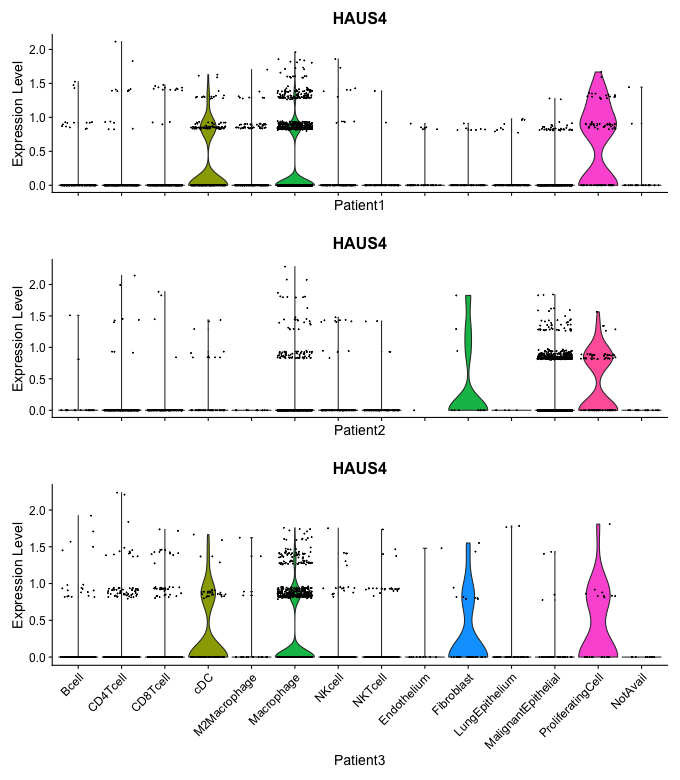 HAUS4
Expression Level
2.0
1.5
1.0
0.5
0.0
Patient1
HAUS4
Expression Level
2.0
1.5
1.0
0.5
0.0
Patient2
HAUS4
Expression Level
2.0
1.5
1.0
0.5
0.0
Bcell
CD4Tcell
CD8Tcell
cDC
M2Macrophage
Macrophage
NKcell
NKTcell
Endothelium
Fibroblast
LungEpithelium
MalignantEpithelial
ProliferatingCell
NotAvail
Patient3